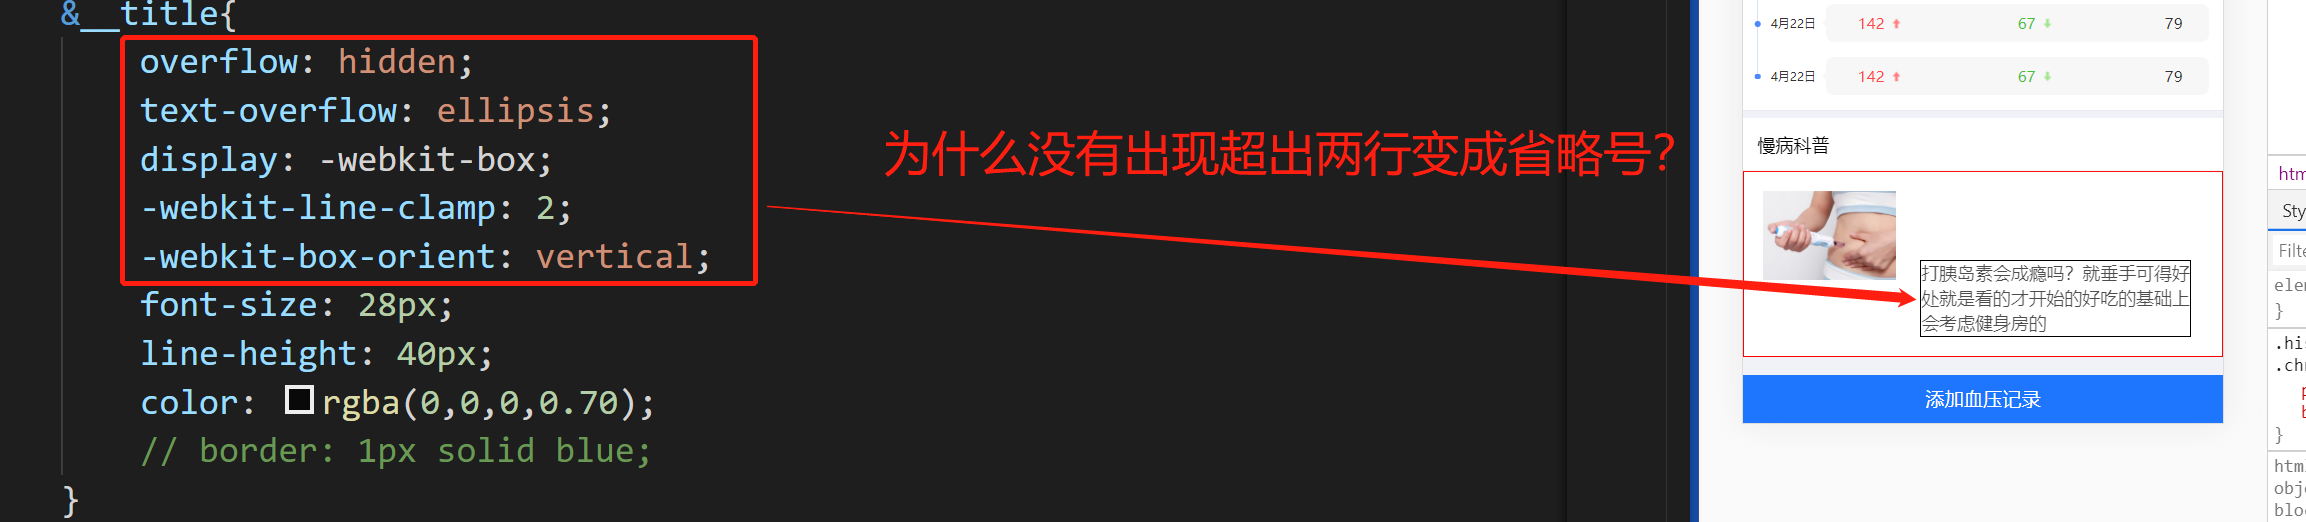 &__title{
overflow: hidden;
text-overflow: ellipsis;
display: -webkit-box;
-webkit-line-clamp: 2;
-webkit-box-orient: vertical;
font-size: 28px;
line-height: 40px;
color: rgba(0,0,0,0.70);
// border: 1px solid blue;
}
为什么没有出现超出两行变成省略号?
4月22日 142 67 79
4月22日 142 67 79
慢病科普
打胰岛素会成瘾吗？就垂手可得好
处就是看的才开始的好吃的基础上
会考虑健身房的
添加血压记录
htm
Sty
Filte
elem
}
.his
.chr
p
b
}
htm
obj
bloc